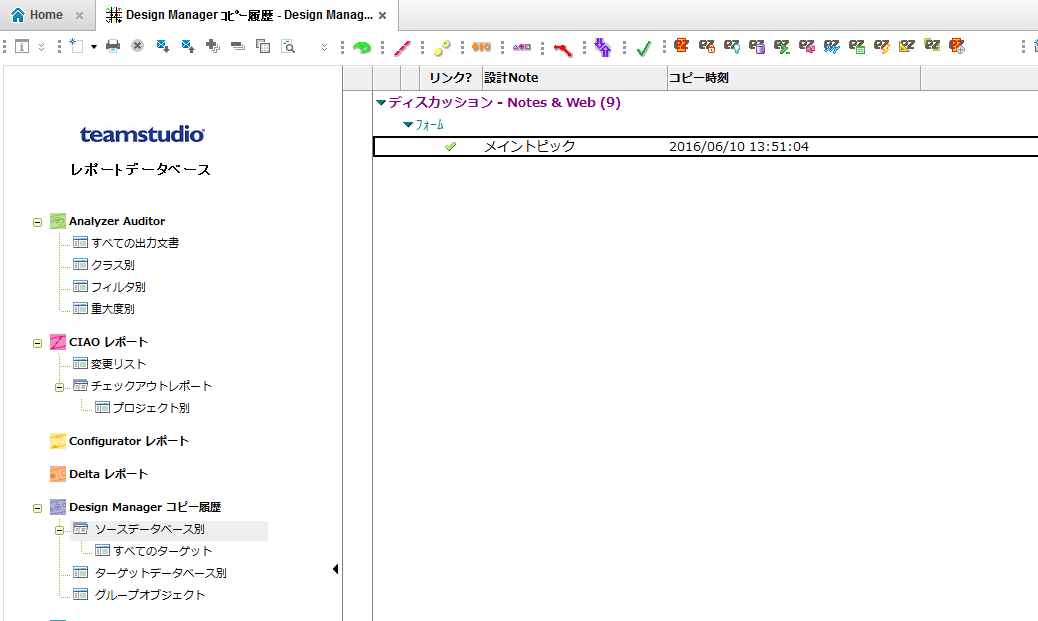 Home
Design Manager コピー履歴 - Design Manag...
リンク? 設計Note コピー時刻
ディスカッション - Notes & Web (9)
フォーム
メイントピック 2016/06/10 13:51:04
teamstudio
レポートデータベース
Analyzer Auditor
すべての出力文書
クラス別
フィルタ別
重大度別
CIAO レポート
変更リスト
チェックアウトレポート
プロジェクト別
Configurator レポート
Delta レポート
Design Manager コピー履歴
ソースデータベース別
すべてのターゲット
ターゲットデータベース別
グループオブジェクト